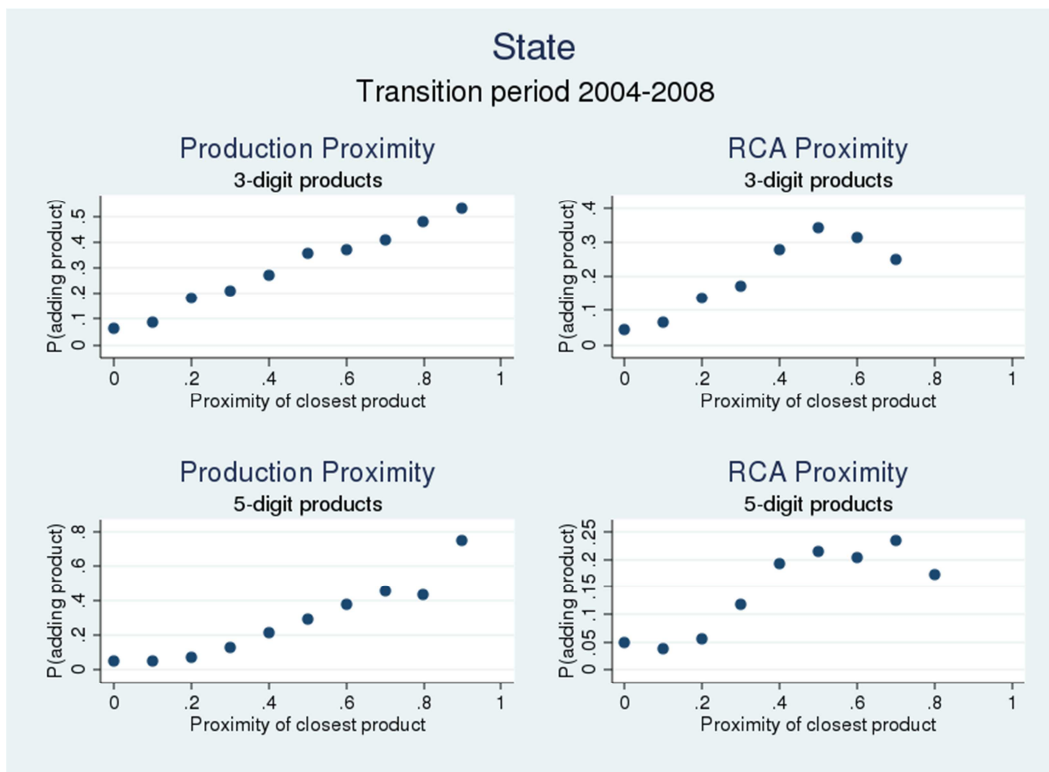 State
Transition period 2004-2008
Production Proximity
3-digit products
P(adding product)
0 .1 .2 .3 .4 .5
0 .2 .4 .6 .8 1
Proximity of closest product
RCA Proximity
3-digit products
P(adding product)
0 .1 .2 .3 .4
0 .2 .4 .6 .8 1
Proximity of closest product
Production Proximity
5-digit products
P(adding product)
0 .2 .4 .6 .8
0 .2 .4 .6 .8 1
Proximity of closest product
RCA Proximity
5-digit products
P(adding product)
0 .05 .1 .15 .2 .25
0 .2 .4 .6 .8 1
Proximity of closest product